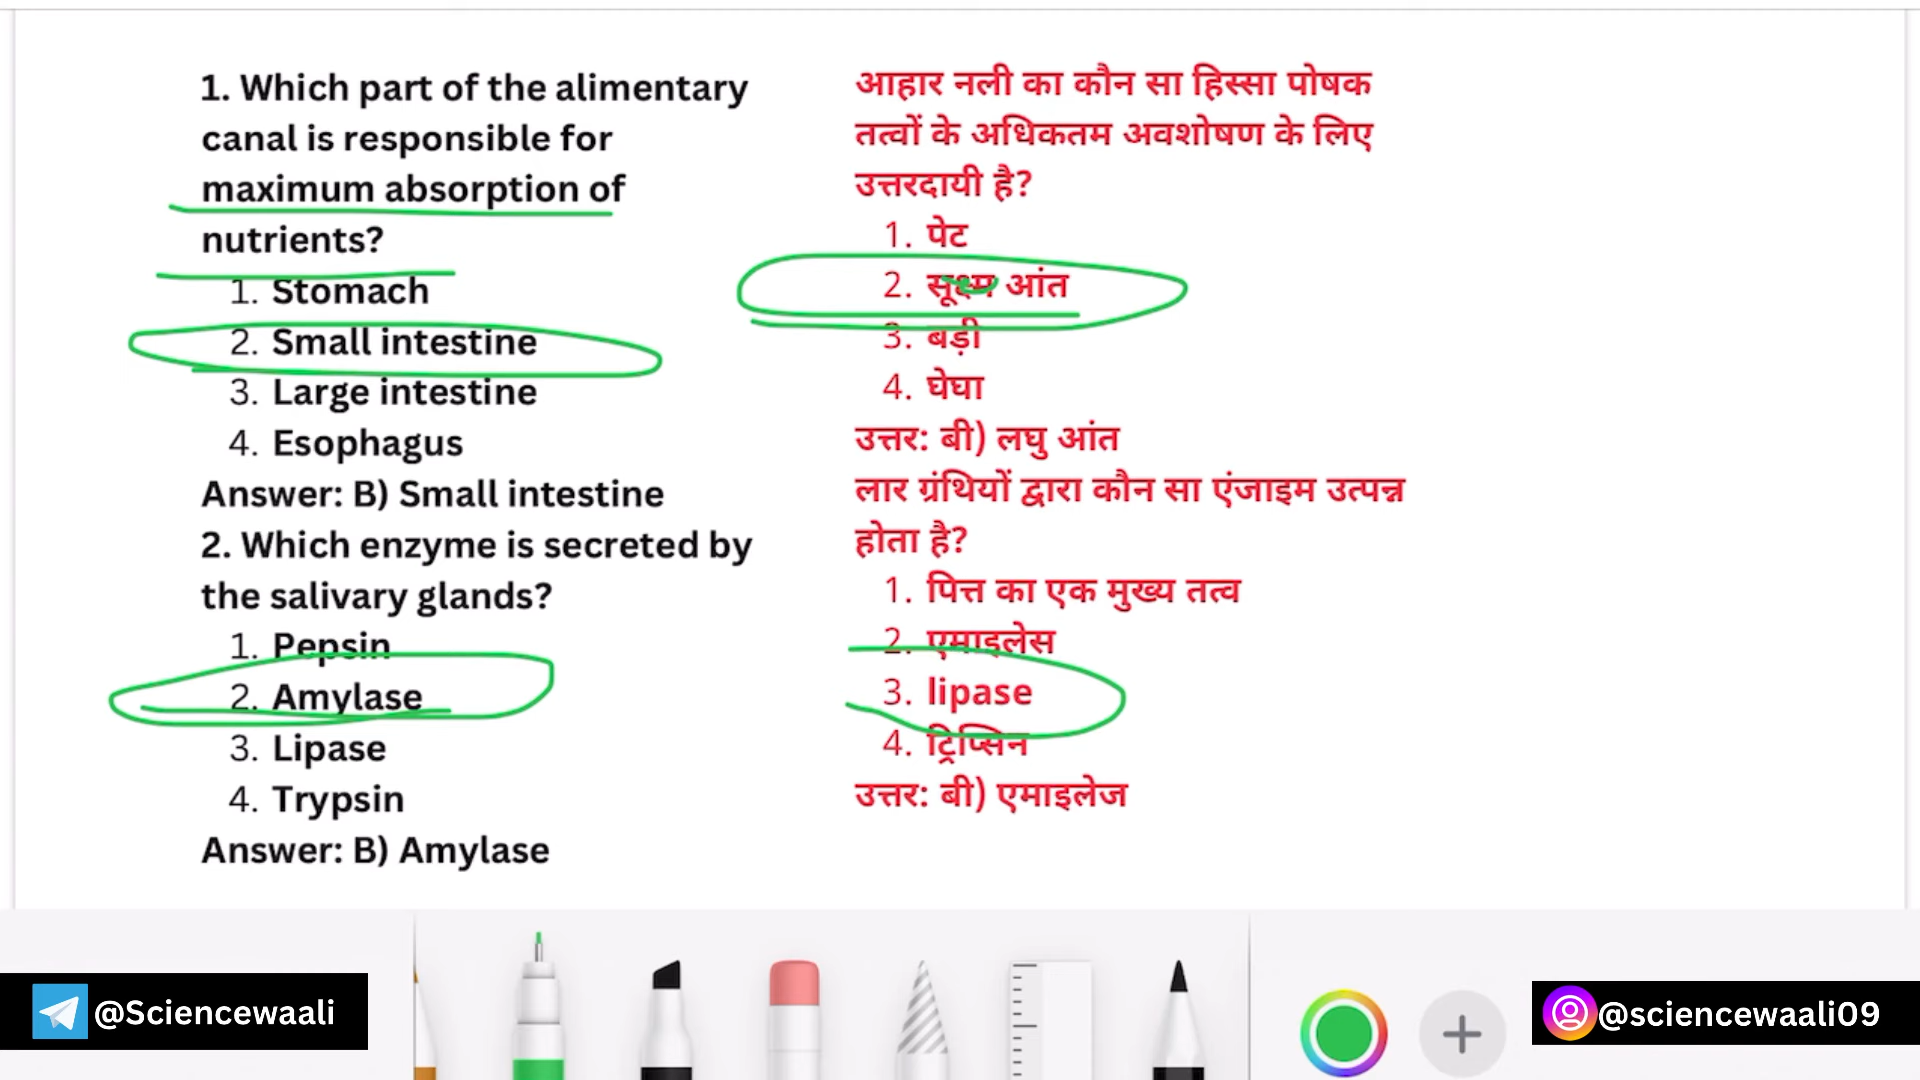 1. Which part of the alimentary
canal is responsible for
maximum absorption of
nutrients?
1. Stomach
2. Small intestine
3. Large intestine
4. Esophagus
Answer: B) Small intestine
2. Which enzyme is secreted by
the salivary glands?
1. Pepsin
2. Amylase
3. Lipase
4. Trypsin
Answer: B) Amylase
आहार नली का कौन सा हिस्सा पोषक
तत्वों के अधिकतम अवशोषण के लिए
उत्तरदायी है?
1. पेट
2. सूक्ष्म आंत
3. बड़ी
4. घेघा
उत्तर: बी) लघु आंत
लार ग्रंथियों द्वारा कौन सा एंजाइम उत्पन्न
होता है?
1. पित्त का एक मुख्य तत्व
2. एमाइलेस
3. lipase
4. ट्रिप्सिन
उत्तर: बी) एमाइलेज
@Sciencewaali
@sciencewaali09